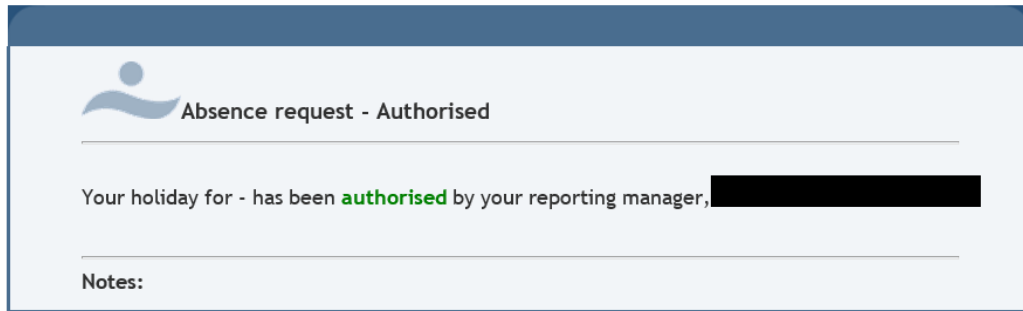 Absence request - Authorised
Your holiday for - has been authorised by your reporting manager,
Notes: